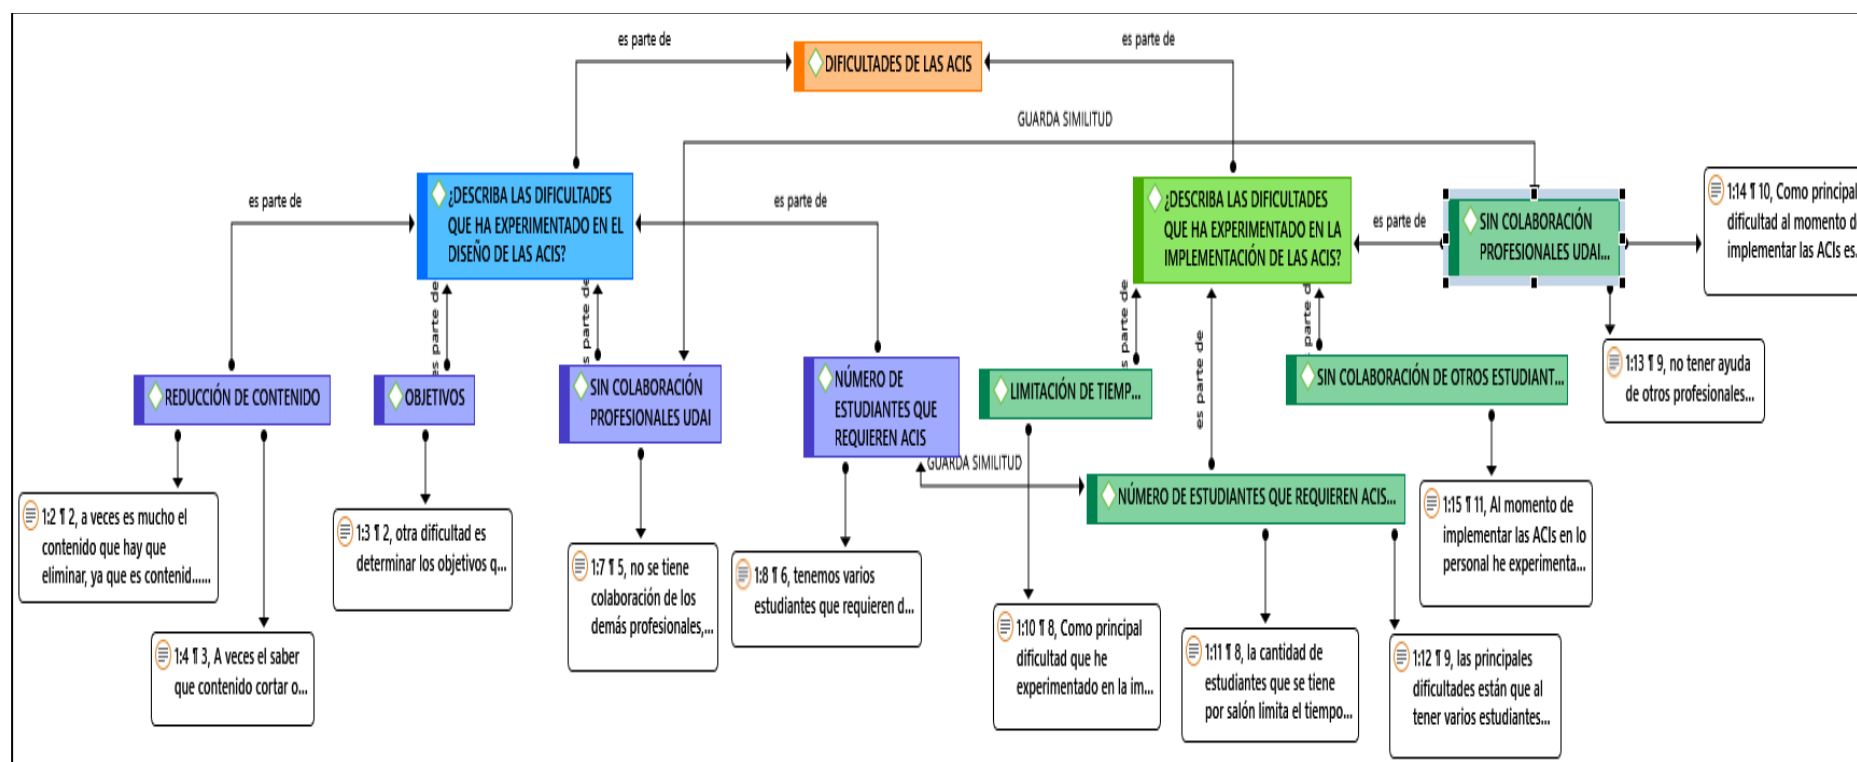 es parte de
es parte de
DIFICULTADES DE LAS ACIS
GUARDA SIMILITUD
¿DESCRIBA LAS DIFICULTADES
QUE HA EXPERIMENTADO EN EL
DISEÑO DE LAS ACIS?
es parte de
es parte de
¿DESCRIBA LAS DIFICULTADES
QUE HA EXPERIMENTADO EN LA
IMPLEMENTACIÓN DE LAS ACIS?
es parte de
SIN COLABORACIÓN
PROFESIONALES UDAI...
1:14 ¶ 10, Como principal
dificultad al momento de
implementar las ACIs es...
es parte de
es parte de
es parte de
es parte de
es parte de
1:13 ¶ 9, no tener ayuda
de otros profesionales...
REDUCCIÓN DE CONTENIDO
OBJETIVOS
SIN COLABORACIÓN
PROFESIONALES UDAI
NÚMERO DE
ESTUDIANTES QUE
REQUIEREN ACIS
LIMITACIÓN DE TIEMP...
SIN COLABORACIÓN DE OTROS ESTUDIANT...
GUARDA SIMILITUD
NÚMERO DE ESTUDIANTES QUE REQUIEREN ACIS...
1:2 ¶ 2, a veces es mucho el
contenido que hay que
eliminar, ya que es contenid......
1:3 ¶ 2, otra dificultad es
determinar los objetivos q...
1:7 ¶ 5, no se tiene
colaboración de los
demás profesionales,...
1:8 ¶ 6, tenemos varios
estudiantes que requieren d...
1:15 ¶ 11, Al momento de
implementar las ACIs en lo
personal he experimenta...
1:4 ¶ 3, A veces el saber
que contenido cortar o...
1:10 ¶ 8, Como principal
dificultad que he
experimentado en la im...
1:11 ¶ 8, la cantidad de
estudiantes que se tiene
por salón limita el tiempo...
1:12 ¶ 9, las principales
dificultades están que al
tener varios estudiantes...